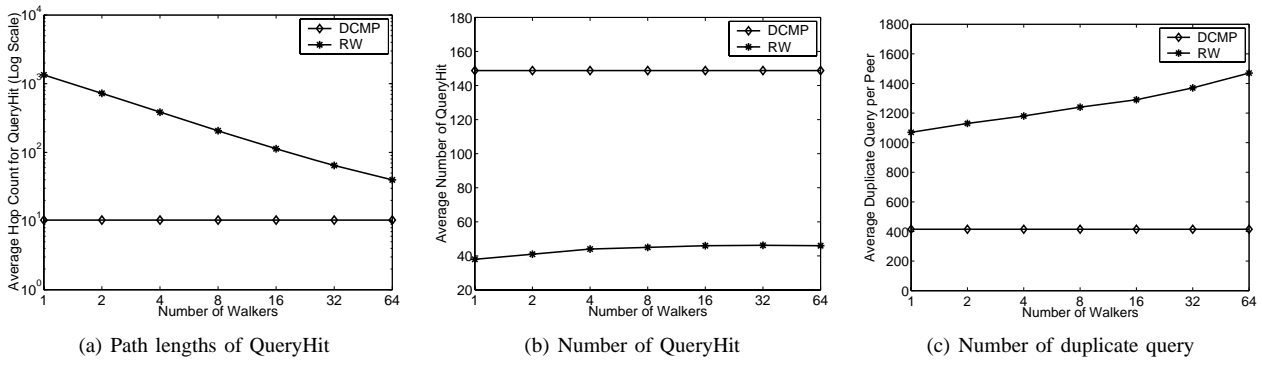 10^4
10^3
10^2
10^1
10^0
Average Hop Count for QueryHit (Log Scale)
DCMP
RW
1 2 4 8 16 32 64
Number of Walkers
(a) Path lengths of QueryHit
180
160
140
120
100
80
60
40
20
Average Number of QueryHit
DCMP
RW
1 2 4 8 16 32 64
Number of Walkers
(b) Number of QueryHit
1800
1600
1400
1200
1000
800
600
400
200
0
Average Duplicate Query per Peer
DCMP
RW
1 2 4 8 16 32 64
Number of Walkers
(c) Number of duplicate query